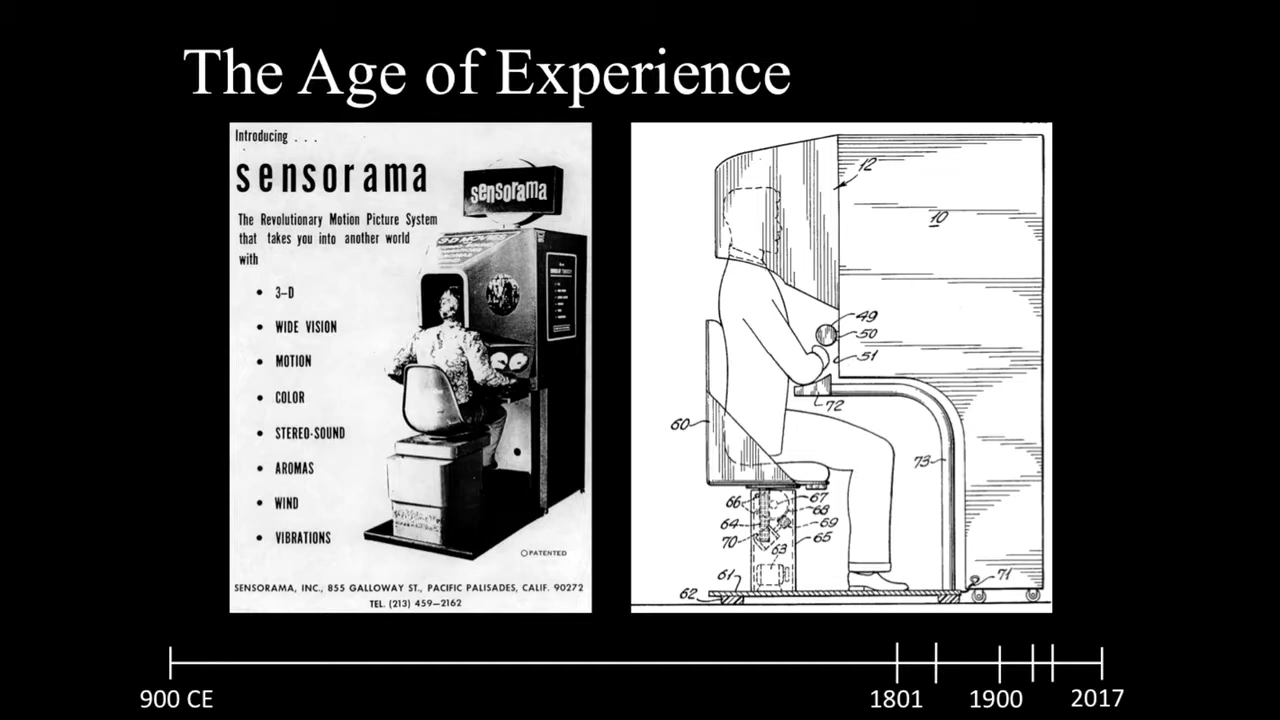 The Age of Experience
Introducing . . .
sensorama
sensorama
The Revolutionary Motion Picture System
that takes you into another world
with
• 3-D
• WIDE VISION
• MOTION
• COLOR
• STEREO-SOUND
• AROMAS
• WIND
• VIBRATIONS
PATENTED
SENSORAMA, INC., 855 GALLOWAY ST., PACIFIC PALISADES, CALIF. 90272
TEL. (213) 459—2162
12
10
49
50
51
72
60
73
66
67
68
64
69
70
65
63
61
71
62
900 CE
1801
1900
2017